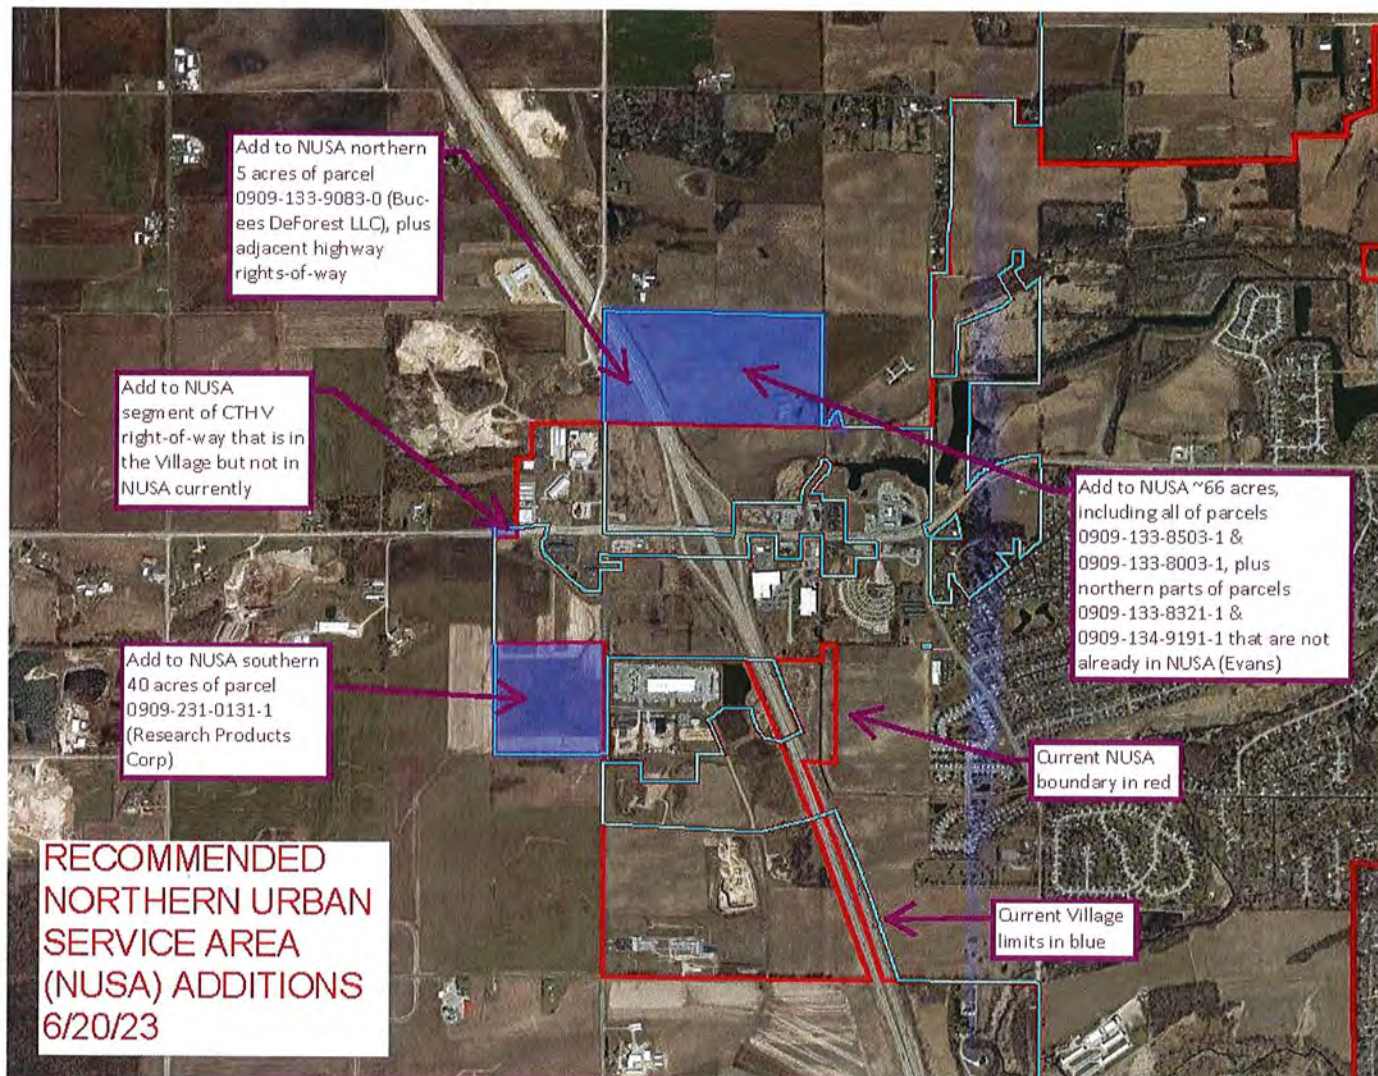 Add to NUSA northern
5 acres of parcel
0909-133-9083-0 (Buc-
ees DeForest LLC), plus
adjacent highway
rights-of-way
Add to NUSA
segment of CTH V
right-of-way that is in
the Village but not in
NUSA currently
Add to NUSA ~66 acres,
including all of parcels
0909-133-8503-1 &
0909-133-8003-1, plus
northern parts of parcels
0909-133-8321-1 &
0909-134-9191-1 that are not
already in NUSA (Evans)
Add to NUSA southern
40 acres of parcel
0909-231-0131-1
(Research Products
Corp)
Current NUSA
boundary in red
Current Village
limits in blue
RECOMMENDED
NORTHERN URBAN
SERVICE AREA
(NUSA) ADDITIONS
6/20/23